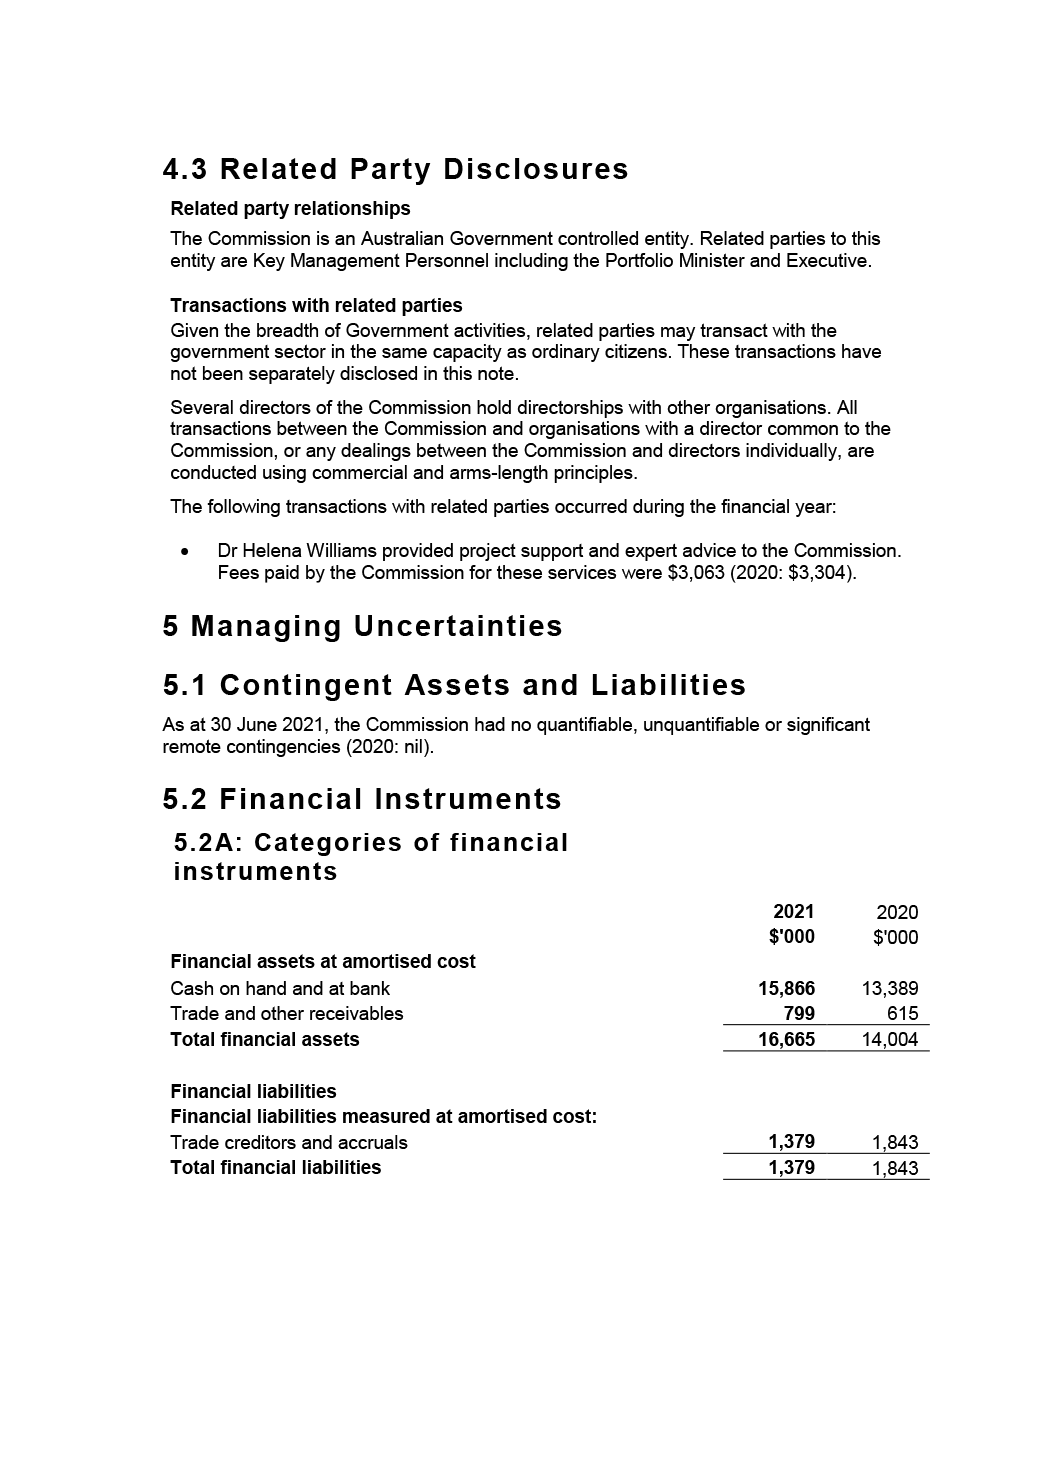 4.3 Related Party Disclosures
Related party relationships
The Commission is an Australian Government controlled entity. Related parties to this
entity are Key Management Personnel including the Portfolio Minister and Executive.
Transactions with related parties
Given the breadth of Government activities, related parties may transact with the
government sector in the same capacity as ordinary citizens. These transactions have
not been separately disclosed in this note.
Several directors of the Commission hold directorships with other organisations. All
transactions between the Commission and organisations with a director common to the
Commission, or any dealings between the Commission and directors individually, are
conducted using commercial and arms-length principles.
The following transactions with related parties occurred during the financial year:
• Dr Helena Williams provided project support and expert advice to the Commission.
Fees paid by the Commission for these services were $3,063 (2020: $3,304).
5 Managing Uncertainties
5.1 Contingent Assets and Liabilities
As at 30 June 2021, the Commission had no quantifiable, unquantifiable or significant
remote contingencies (2020: nil).
5.2 Financial Instruments
5.2A: Categories of financial
instruments
2021 2020
$'000 $'000
Financial assets at amortised cost
Cash on hand and at bank 15,866 13,389
Trade and other receivables 799 615
Total financial assets 16,665 14,004
Financial liabilities
Financial liabilities measured at amortised cost:
Trade creditors and accruals 1,379 1,843
Total financial liabilities 1,379 1,843